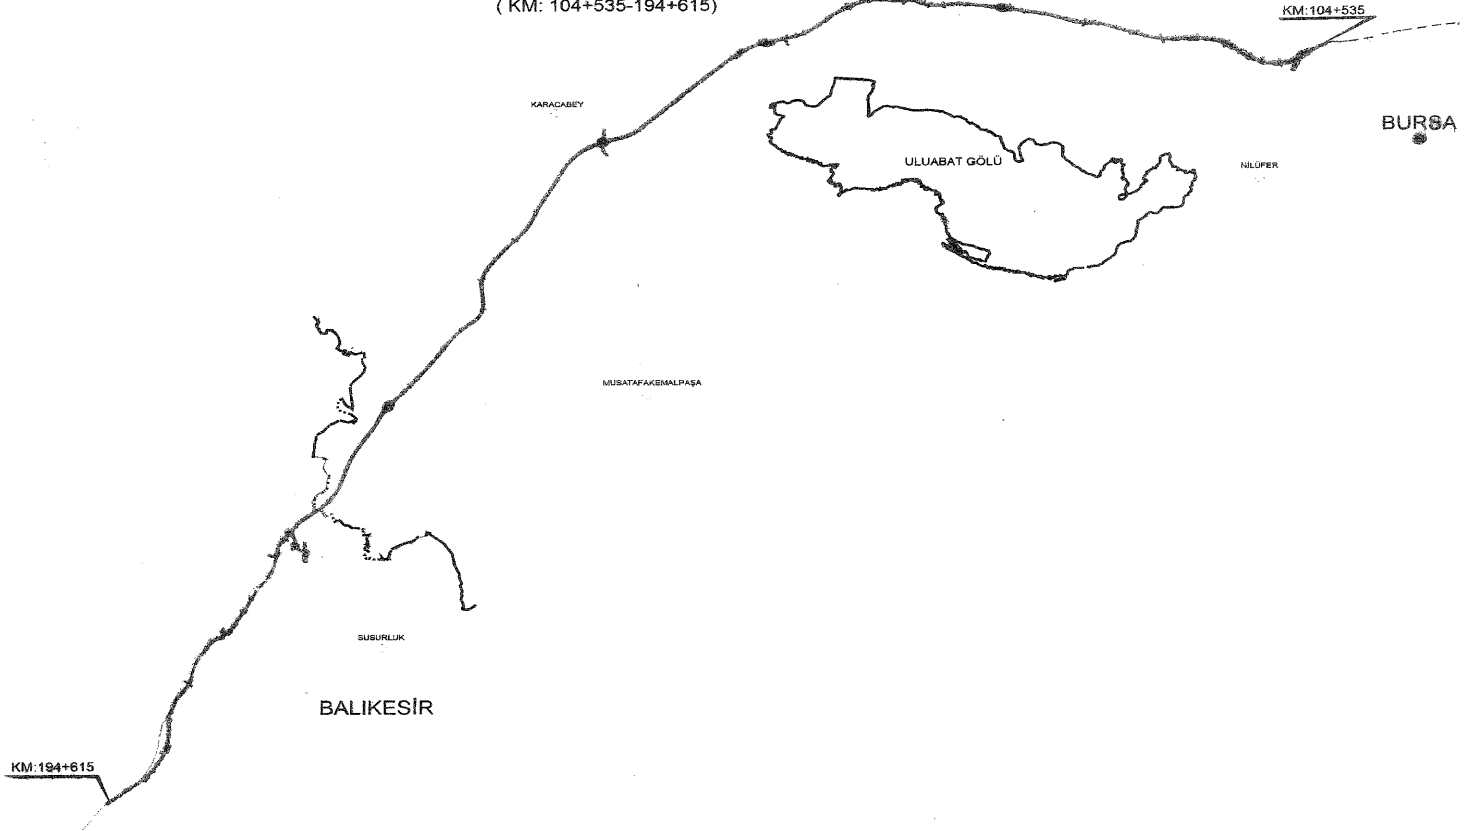 ( KM: 104+535-194+615)
KM:104+535
KARACABEY
BURSA
ULUABAT GÖLÜ
NİLÜFER
MUSATAFAKEMALPAŞA
SUSURLUK
BALIKESİR
KM:194+615